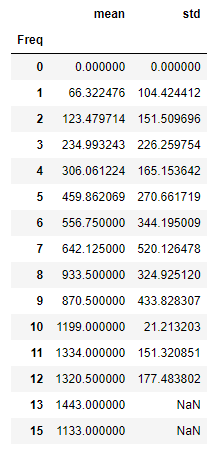 mean std
Freq
0 0.000000 0.000000
1 66.322476 104.424412
2 123.479714 151.509696
3 234.993243 226.259754
4 306.061224 165.153642
5 459.862069 270.661719
6 556.750000 344.195009
7 642.125000 520.126478
8 933.500000 324.925120
9 870.500000 433.828307
10 1199.000000 21.213203
11 1334.000000 151.320851
12 1320.500000 177.483802
13 1443.000000 NaN
15 1133.000000 NaN